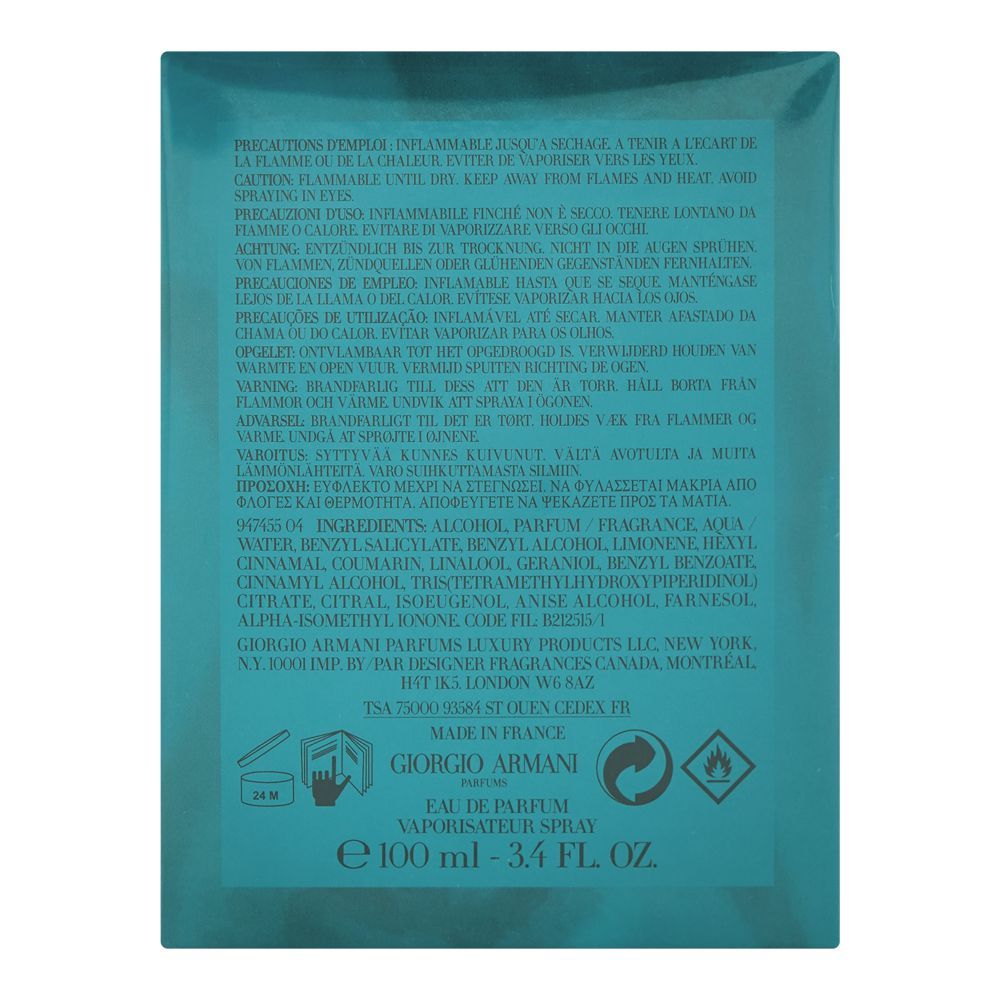 PRECAUTIONS D'EMPLOI : INFLAMMABLE JUSQU'A SECHAGE. A TENIR A L'ECART DE
LA FLAMME OU DE LA CHALEUR. EVITER DE VAPORISER VERS LES YEUX.
CAUTION: FLAMMABLE UNTIL DRY. KEEP AWAY FROM FLAMES AND HEAT. AVOID
SPRAYING IN EYES.
PRECAUZIONI D'USO: INFIAMMABILE FINCHÉ NON È SECCO. TENERE LONTANO DA
FIAMME O CALORE. EVITARE DI VAPORIZZARE VERSO GLI OCCHI.
ACHTUNG: ENTZÜNDLICH BIS ZUR TROCKNUNG. NICHT IN DIE AUGEN SPRÜHEN.
VON FLAMMEN, ZÜNDQUELLEN ODER GLÜHENDEN GEGENSTÄNDEN FERNHALTEN.
PRECAUCIONES DE EMPLEO: INFLAMABLE HASTA QUE SE SEQUE. MANTÉNGASE
LEJOS DE LA LLAMA O DEL CALOR. EVÍTESE VAPORIZAR HACIA LOS OJOS.
PRECAUÇÕES DE UTILIZAÇÃO: INFLAMÁVEL ATÉ SECAR. MANTER AFASTADO DA
CHAMA OU DO CALOR. EVITAR VAPORIZAR PARA OS OLHOS.
OPGELET: ONTVLAMBAAR TOT HET OPGEDROOGD IS. VERWIJDERD HOUDEN VAN
WARMTE EN OPEN VUUR. VERMIJD SPUITEN RICHTING DE OGEN.
VARNING: BRANDFARLIG TILL DESS ATT DEN ÄR TORR. HÅLL BORTA FRÅN
FLAMMOR OCH VÄRME. UNDVIK ATT SPRAYA I ÖGONEN.
ADVARSEL: BRANDFARLIGT TIL DET ER TØRT. HOLDES VÆK FRA FLAMMER OG
VARME. UNDGÅ AT SPRØJTE I ØJNENE.
VAROITUS: SYTTYVÄÄ KUNNES KUIVUNUT. VÄLTÄ AVOTULTA JA MUITA
LÄMMÖNLÄHTEITÄ. VARO SUIHKUTTAMASTA SILMIIN.
ΠΡΟΣΟΧΗ: ΕΥΦΛΕΚΤΟ ΜΕΧΡΙ ΝΑ ΣΤΕΓΝΩΣΕΙ. ΝΑ ΦΥΛΑΣΣΕΤΑΙ ΜΑΚΡΙΑ ΑΠΟ
ΦΛΟΓΕΣ ΚΑΙ ΘΕΡΜΟΤΗΤΑ. ΑΠΟΦΕΥΓΕΤΕ ΝΑ ΨΕΚΑΖΕΤΕ ΠΡΟΣ ΤΑ ΜΑΤΙΑ.
947455 04 INGREDIENTS: ALCOHOL, PARFUM / FRAGRANCE, AQUA /
WATER, BENZYL SALICYLATE, BENZYL ALCOHOL, LIMONENE, HEXYL
CINNAMAL, COUMARIN, LINALOOL, GERANIOL, BENZYL BENZOATE,
CINNAMYL ALCOHOL, TRIS(TETRAMETHYLHYDROXYPIPERIDINOL)
CITRATE, CITRAL, ISOEUGENOL, ANISE ALCOHOL, FARNESOL,
ALPHA-ISOMETHYL IONONE. CODE FIL: B212515/1
GIORGIO ARMANI PARFUMS LUXURY PRODUCTS LLC, NEW YORK,
N.Y. 10001 IMP. BY/PAR DESIGNER FRAGRANCES CANADA, MONTRÉAL,
H4T 1K5. LONDON W6 8AZ
TSA 75000 93584 ST OUEN CEDEX FR
MADE IN FRANCE
GIORGIO ARMANI
PARFUMS
24 M
EAU DE PARFUM
VAPORISATEUR SPRAY
℮ 100 ml - 3.4 FL. OZ.